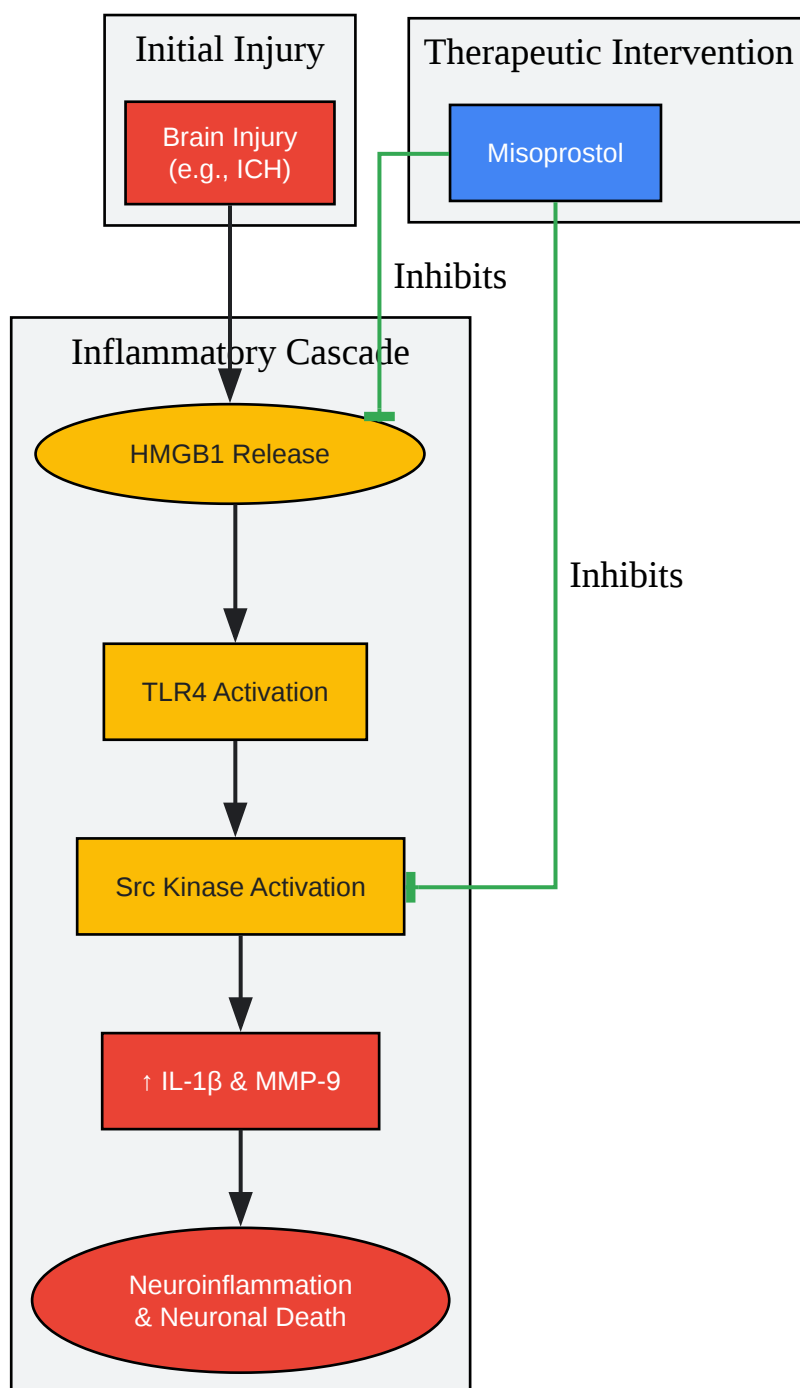 Initial Injury
Therapeutic Intervention
Brain Injury
(e.g., ICH)
Misoprostol
Inhibits
Inflammatory Cascade
HMGB1 Release
Inhibits
TLR4 Activation
Src Kinase Activation
↑ IL-1β & MMP-9
Neuroinflammation
& Neuronal Death